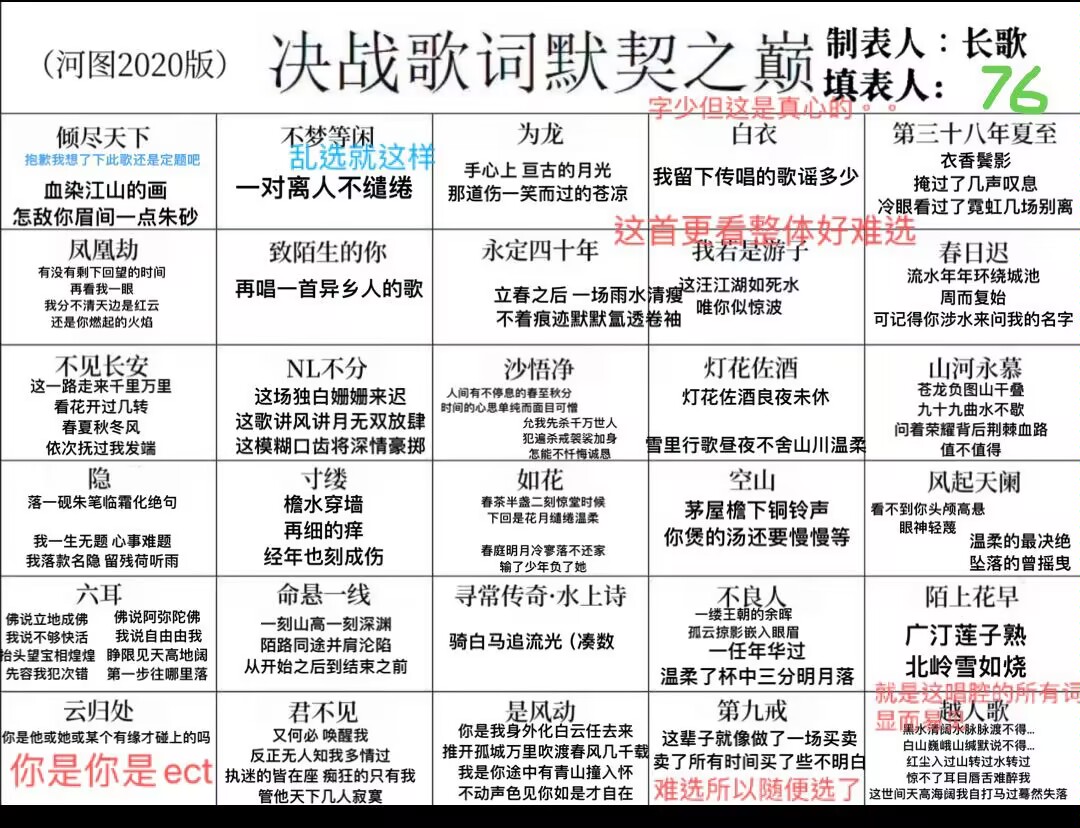 （河图2020版）
决战歌词默契之巅
制表人：长歌
填表人：
76
字少但这是真心的。。
倾尽天下
抱歉我想了下此歌还是定题吧
血染江山的画
怎敌你眉间一点朱砂
不梦等闲
乱选就这样
一对离人不缱绻
为龙
手心上 亘古的月光
那道伤一笑而过的苍凉
白衣
我留下传唱的歌谣多少
第三十八年夏至
衣香鬓影
掩过了几声叹息
冷眼看过了霓虹几场别离
凤凰劫
有没有剩下回望的时间
再看我一眼
我分不清天边是红云
还是你燃起的火焰
致陌生的你
再唱一首异乡人的歌
永定四十年
立春之后 一场雨水清瘦
不着痕迹默默氤透卷袖
这首更看整体好难选
我若是游子
这汪江湖如死水
唯你似惊波
春日迟
流水年年环绕城池
周而复始
可记得你涉水来问我的名字
不见长安
这一路走来千里万里
看花开过几转
春夏秋冬风
依次抚过我发端
NL不分
这场独白姗姗来迟
这歌讲风讲月无双放肆
这模糊口齿将深情豪掷
沙悟净
人间有不停息的春至秋分
时间的心思单纯而面目可憎
允我先杀千万世人
犯遍杀戒袈裟加身
怎能不忏悔诚恳
灯花佐酒
灯花佐酒良夜未休
雪里行歌昼夜不舍山川温柔
山河永慕
苍龙负图山干叠
九十九曲水不歇
问着荣耀背后荆棘血路
值不值得
隐
落一砚朱笔临霜化绝句
我一生无题 心事难题
我落款名隐 留残荷听雨
寸缕
檐水穿墙
再细的痒
经年也刻成伤
如花
春茶半盏二刻惊堂时候
下回是花月缱绻温柔
春庭明月冷寥落不还家
输了少年负了她
空山
茅屋檐下铜铃声
你煲的汤还要慢慢等
风起天阑
看不到你头颅高悬
眼神轻蔑
温柔的最决绝
坠落的曾摇曳
六耳
佛说立地成佛
我说不够快活
抬头望宝相煌煌
先容我犯次错
佛说阿弥陀佛
我说自由由我
睁限见天高地阔
第一步往哪里落
命悬一线
一刻山高一刻深渊
陌路同途并肩沦陷
从开始之后到结束之前
寻常传奇·水上诗
骑白马追流光（凑数
不良人
一缕王朝的余晖
孤云掠影嵌入眼眉
一任年华过
温柔了杯中三分明月落
陌上花早
广汀莲子熟
北岭雪如烧
云归处
你是他或她或某个有缘才碰上的吗
你是你是ect
君不见
又何必 唤醒我
反正无人知我多情过
执迷的皆在座 痴狂的只有我
管他天下几人寂寞
是风动
你是我身外化白云任去来
推开孤城万里吹渡春风几千载
我是你途中有青山撞入怀
不动声色见你如是才自在
第九戒
这辈子就像做了一场买卖
卖了所有时间买了些不明白
难选所以随便选了
就是这唱腔的所有词
显而易见
越人歌
黑水清阔水脉脉渡不得...
白山巍峨山缄默说不得...
红尘入过山转过水转过
惊不了耳目唇舌难醉我
这世间天高海阔我自打马过蓦然失落